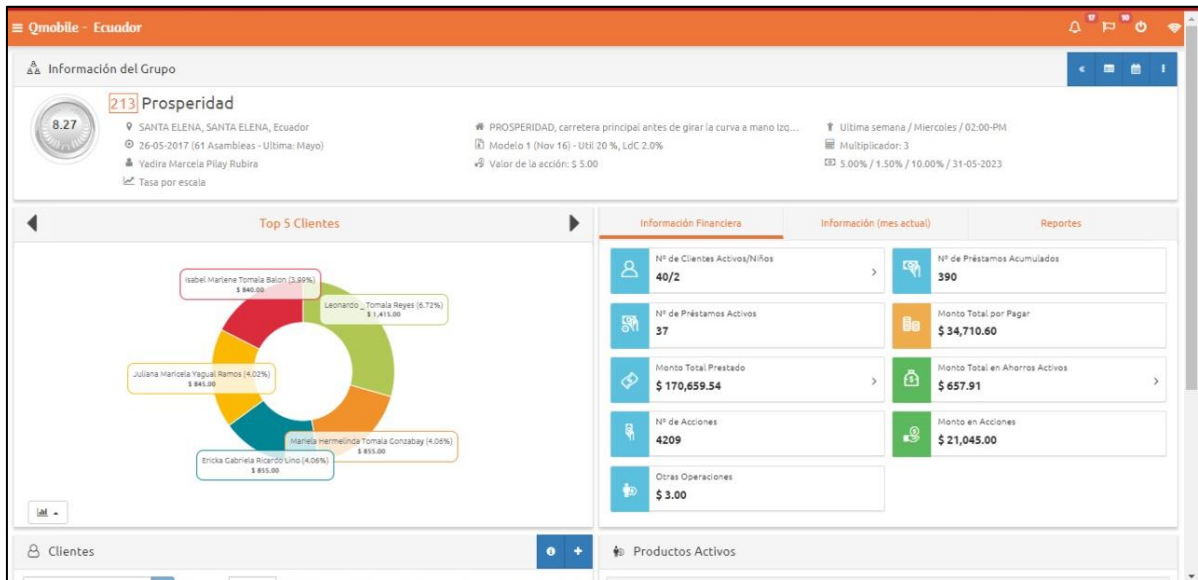 Qmobile - Ecuador
17
10
Información del Grupo
8.27
213 Prosperidad
SANTA ELENA, SANTA ELENA, Ecuador
26-05-2017 (61 Asambleas - Ultima: Mayo)
Yadira Marcela Pilay Rubira
Tasa por escala
PROSPERIDAD, carretera principal antes de girar la curva a mano izq...
Modelo 1 (Nov 16) - Util 20 %, LdC 2.0%
Valor de la acción: $ 5.00
Ultima semana / Miercoles / 02:00-PM
Multiplicador: 3
5.00% / 1.50% / 10.00% / 31-05-2023
Top 5 Clientes
Isabel Marlene Tomala Balon (3.99%)
$ 840.00
Leonardo _ Tomala Reyes (6.72%)
$ 1,415.00
Juliana Maricela Yagual Ramos (4.02%)
$ 845.00
Mariela Hermelinda Tomala Gonzabay (4.06%)
$ 855.00
Ericka Gabriela Ricardo Lino (4.06%)
$ 855.00
Información Financiera
Información (mes actual)
Reportes
Nº de Clientes Activos/Niños
40/2
Nº de Préstamos Acumulados
390
Nº de Préstamos Activos
37
Monto Total por Pagar
$ 34,710.60
Monto Total Prestado
$ 170,659.54
Monto Total en Ahorros Activos
$ 657.91
Nº de Acciones
4209
Monto en Acciones
$ 21,045.00
Otras Operaciones
$ 3.00
Clientes
Productos Activos